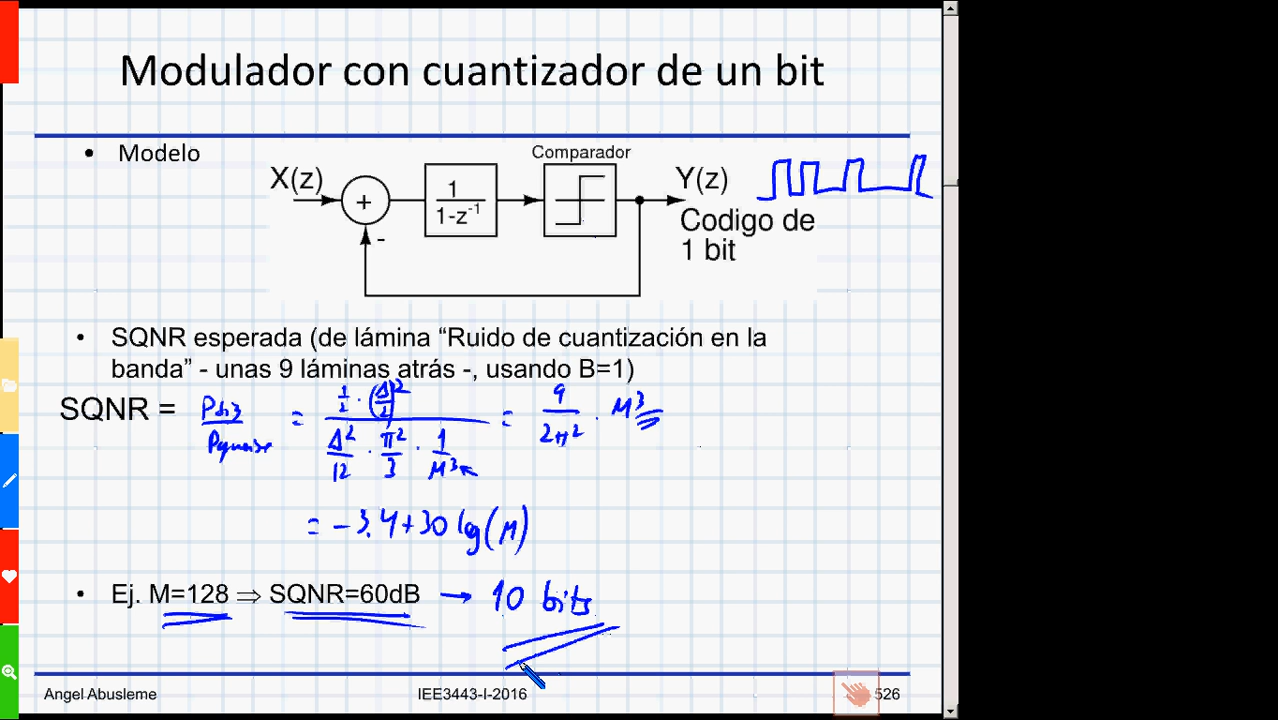 Modulador con cuantizador de un bit
• Modelo
Comparador
X(z)
+
-
1
1-z⁻¹
Y(z)
Codigo de
1 bit
• SQNR esperada (de lámina “Ruido de cuantización en la
banda” - unas 9 láminas atrás -, usando B=1)
SQNR = Psig/Pqnoise = (1/2 · (Δ/2)²)/(Δ²/12 · π²/3 · 1/M³) = 9/2π² · M³
= -3.4+30 lg(M)
• Ej. M=128 ⇒ SQNR=60dB → 10 bits
Angel Abusleme IEE3443-I-2016 526